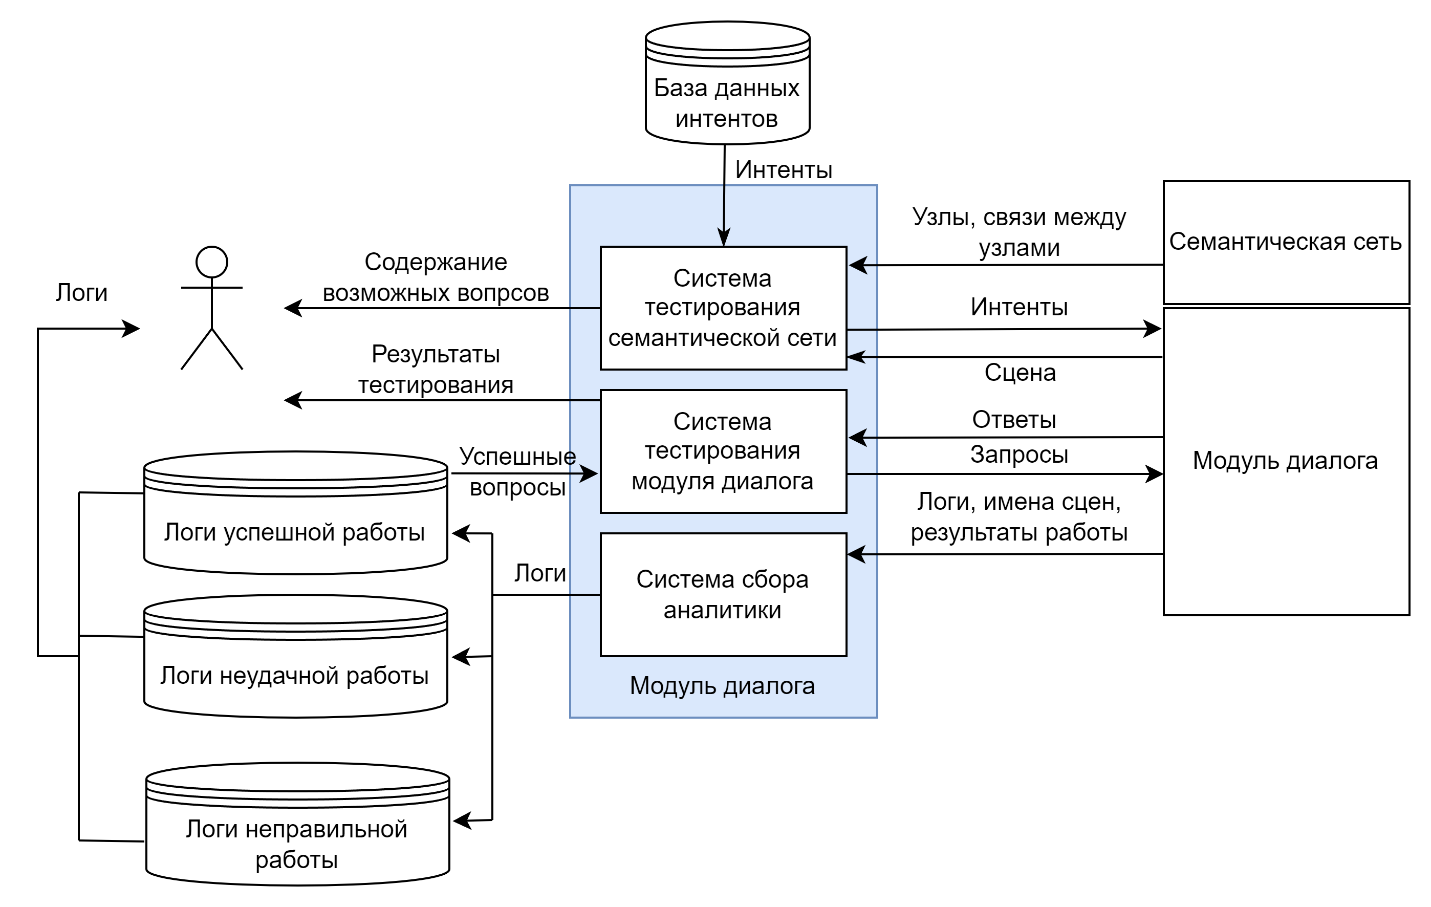 База данных
интентов
Интенты
Узлы, связи между
узлами
Семантическая сеть
Содержание
возможных вопрсов
Система
тестирования
семантической сети
Логи
Интенты
Сцена
Результаты
тестирования
Система
тестирования
модуля диалога
Ответы
Запросы
Модуль диалога
Успешные
вопросы
Логи, имена сцен,
результаты работы
Логи успешной работы
Логи
Система сбора
аналитики
Логи неудачной работы
Модуль диалога
Логи неправильной
работы